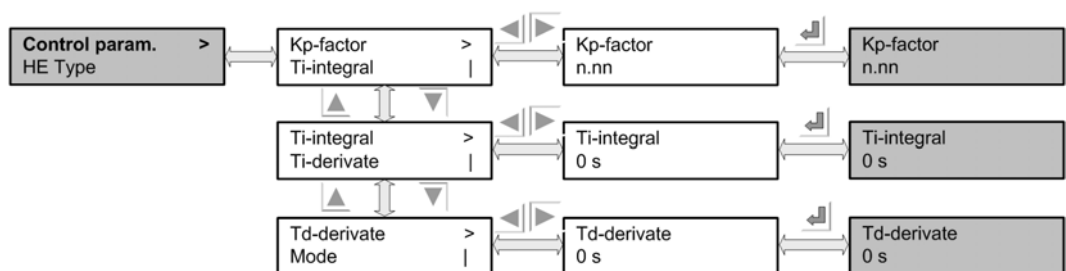 Control param. >
HE Type
Kp-factor >
Ti-integral |
Kp-factor
n.nn
Kp-factor
n.nn
Ti-integral >
Ti-derivate |
Ti-integral
0 s
Ti-integral
0 s
Td-derivate >
Mode |
Td-derivate
0 s
Td-derivate
0 s